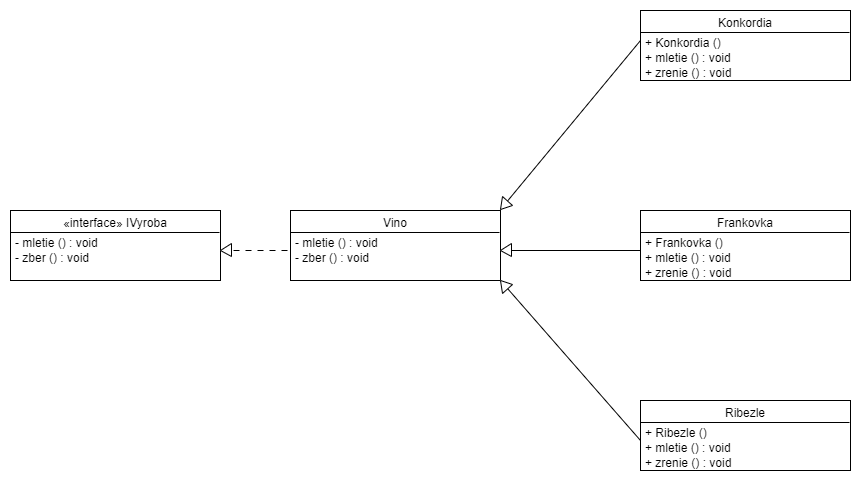 Konkordia
+ Konkordia ()
+ mletie () : void
+ zrenie () : void
«interface» IVyroba
- mletie () : void
- zber () : void
Vino
- mletie () : void
- zber () : void
Frankovka
+ Frankovka ()
+ mletie () : void
+ zrenie () : void
Ribezle
+ Ribezle ()
+ mletie () : void
+ zrenie () : void